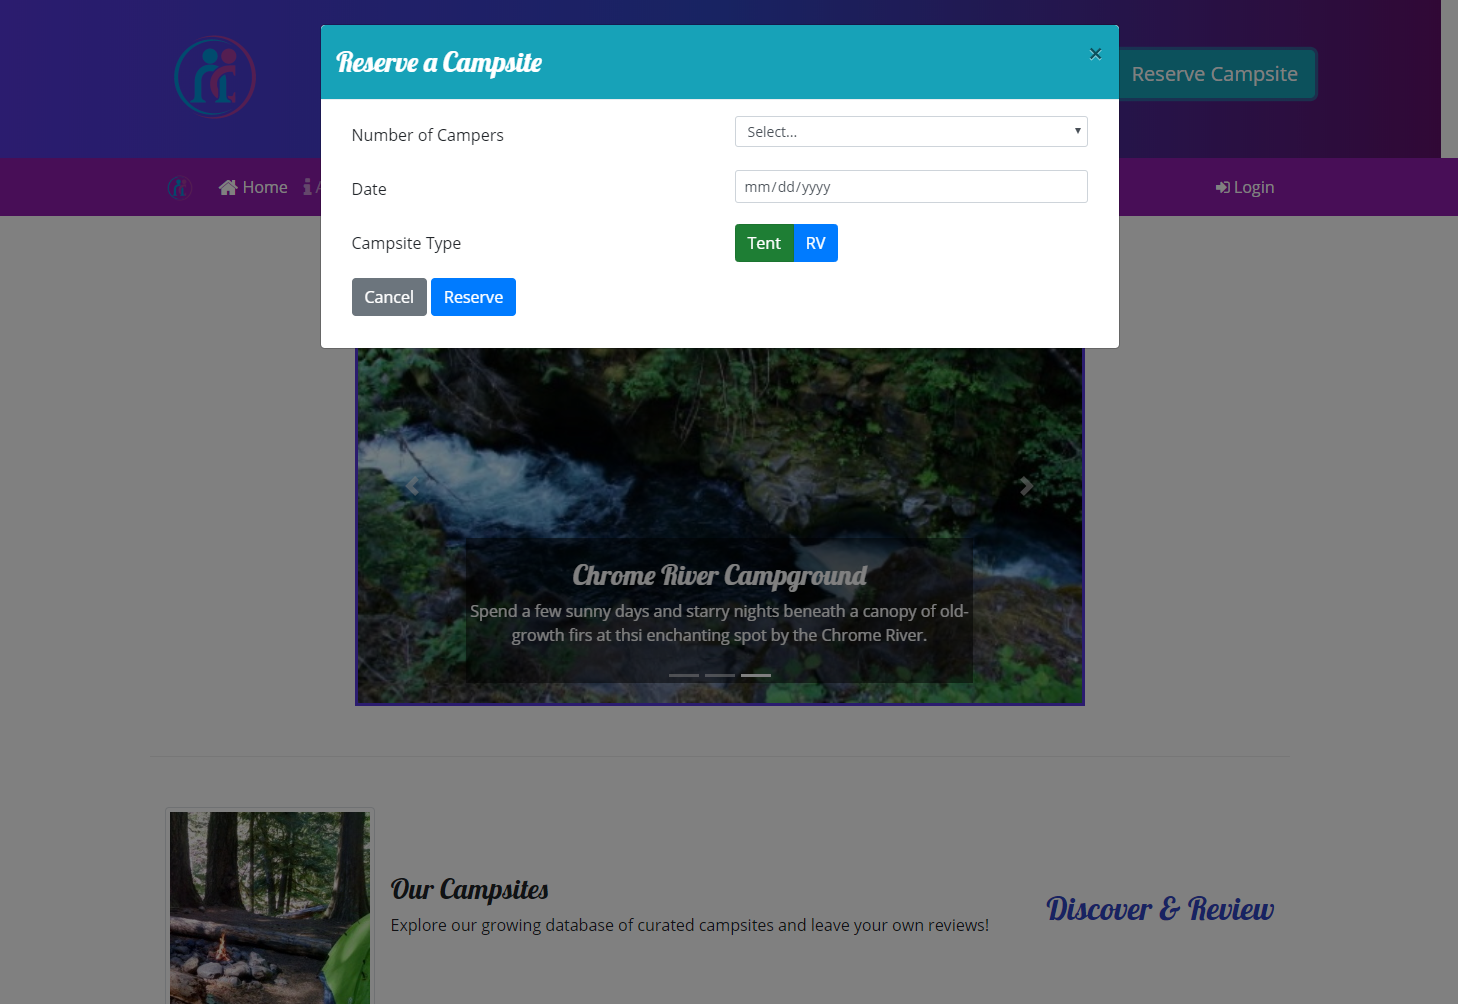 Reserve a Campsite
×
Reserve Campsite
Number of Campers
Select...
Date
mm/dd/yyyy
Campsite Type
Tent RV
Cancel Reserve
Home
Login
Chrome River Campground
Spend a few sunny days and starry nights beneath a canopy of old-
growth firs at thsi enchanting spot by the Chrome River.
Our Campsites
Explore our growing database of curated campsites and leave your own reviews!
Discover & Review